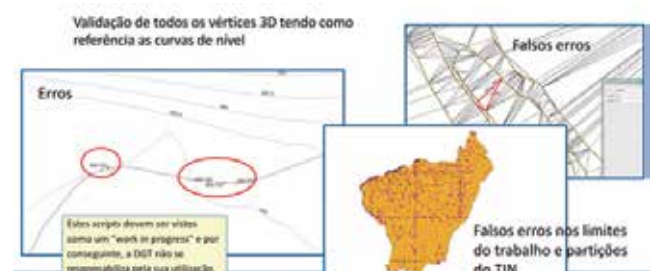 Validação de todos os vértices 3D tendo como
referência as curvas de nível
Erros
Falsos erros
Estes scripts devem ser vistos
como um "work in progress" e por
conseguinte, a DGT não se
responsabiliza pela sua utilização
Falsos erros nos limites
do trabalho e partições
do TIN